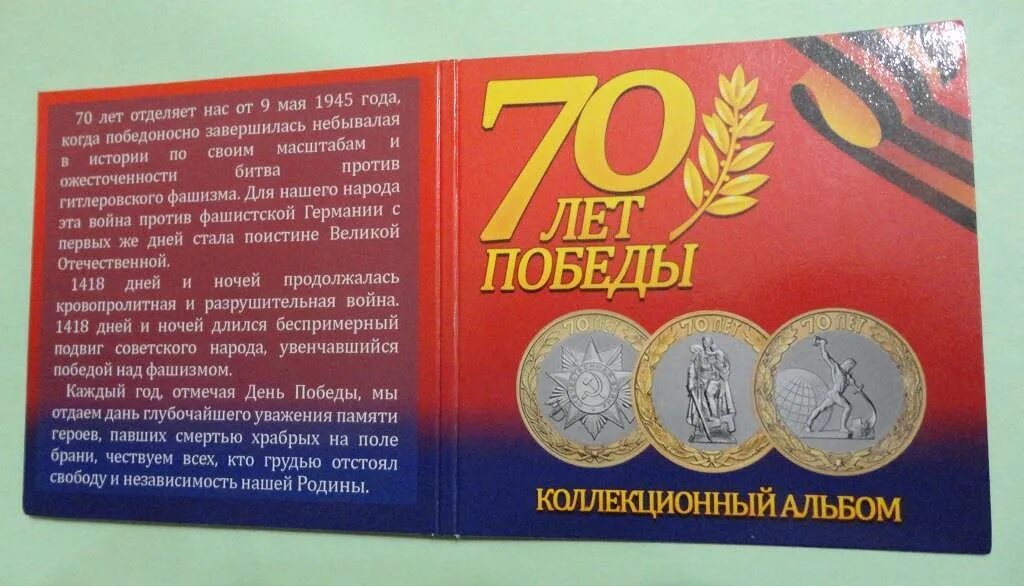 70 лет отделяет нас от 9 мая 1945 года,
когда победоносно завершилась небывалая
в истории по своим масштабам и
ожесточенности битва против
гитлеровского фашизма. Для нашего народа
эта война против фашистской Германии с
первых же дней стала поистине Великой
Отечественной.
1418 дней и ночей продолжалась
кровопролитная и разрушительная война.
1418 дней и ночей длился беспримерный
подвиг советского народа, увенчавшийся
победой над фашизмом.
Каждый год, отмечая День Победы, мы
отдаем дань глубочайшего уважения памяти
героев, павших смертью храбрых на поле
брани, чествуем всех, кто грудью отстоял
свободу и независимость нашей Родины.
70
ЛЕТ
ПОБЕДЫ
70 ЛЕТ
70 ЛЕТ
70 ЛЕТ
КОЛЛЕКЦИОННЫЙ АЛЬБОМ